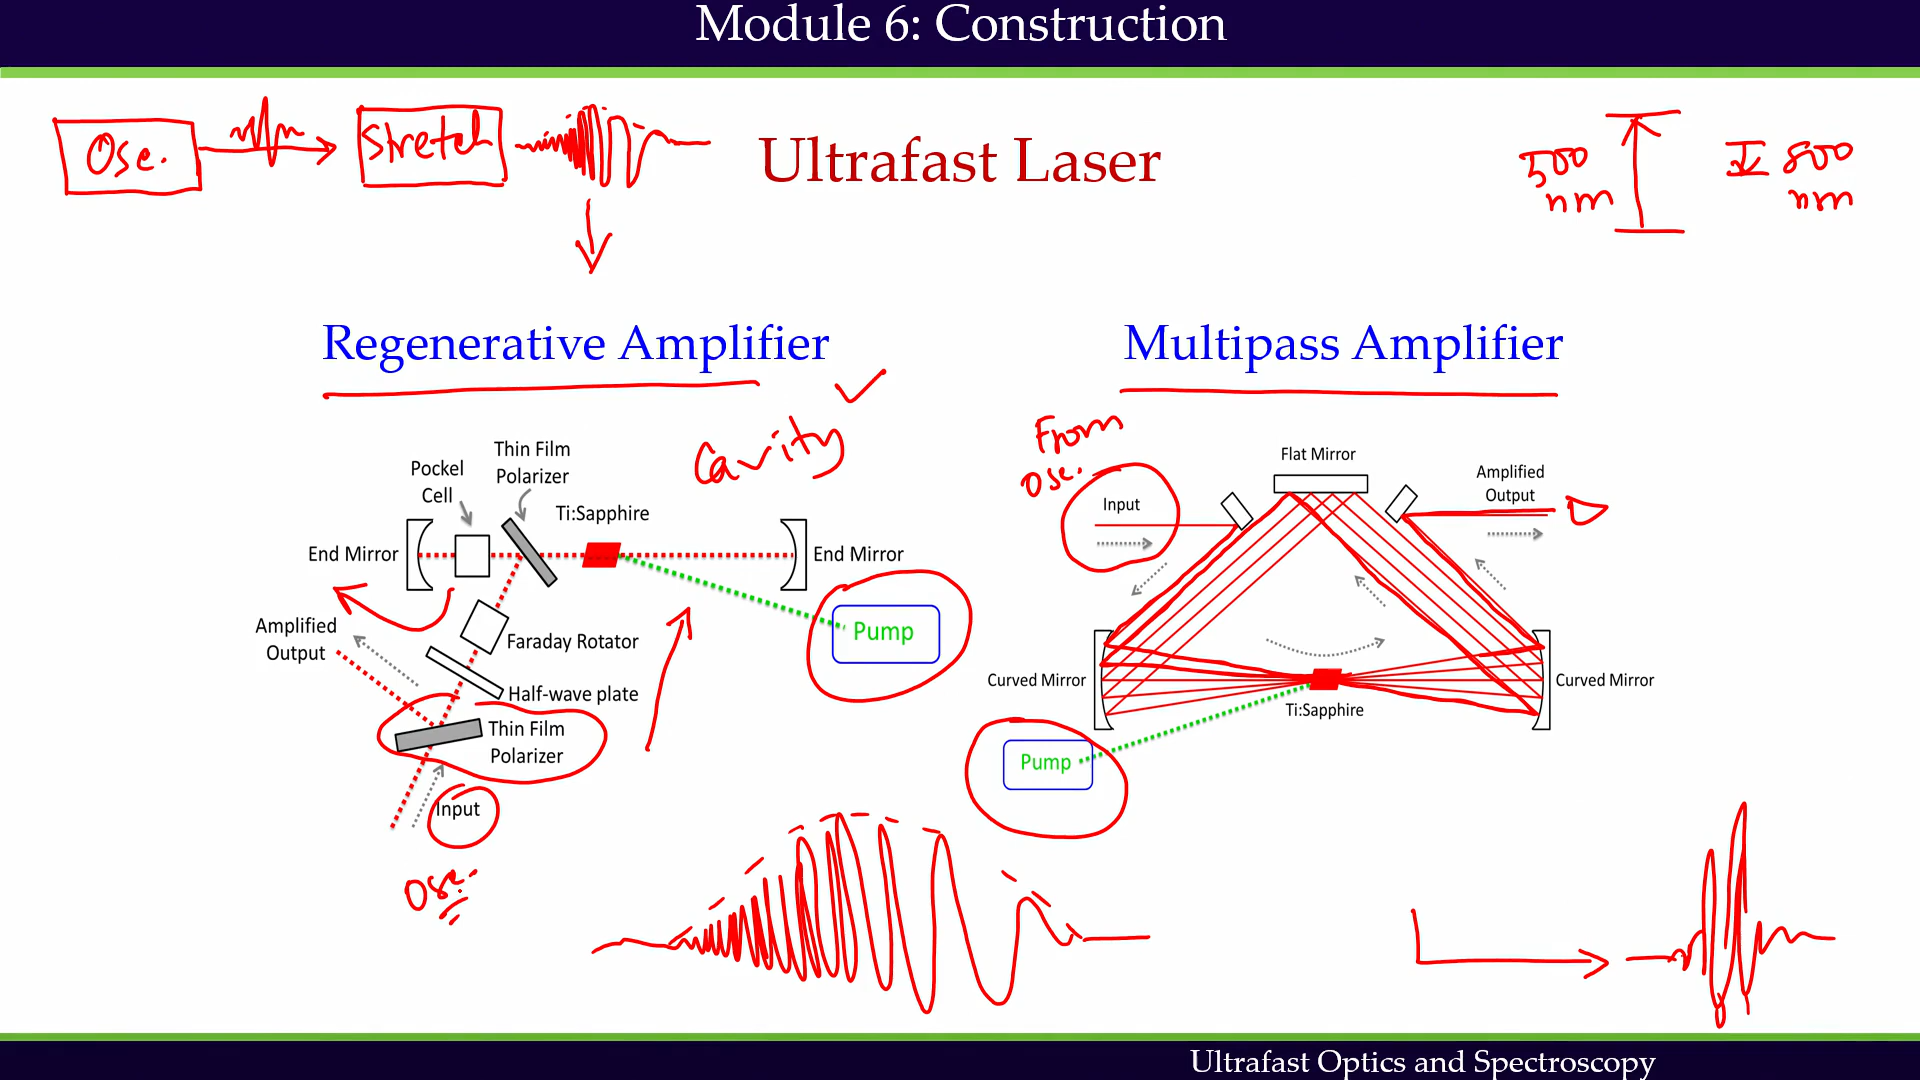 Module 6: Construction
Osc.
Stretch
Ultrafast Laser
500
nm
800
nm
Regenerative Amplifier
Multipass Amplifier
Cavity
From
Osc.
Thin Film
Polarizer
Pockel
Cell
Ti:Sapphire
End Mirror
End Mirror
Amplified
Output
Faraday Rotator
Pump
Half-wave plate
Thin Film
Polarizer
Input
Osc.
Flat Mirror
Input
Amplified
Output
Curved Mirror
Curved Mirror
Ti:Sapphire
Pump
Ultrafast Optics and Spectroscopy